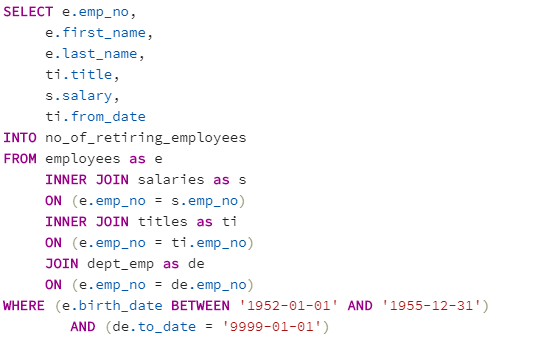 SELECT e.emp_no,
e.first_name,
e.last_name,
ti.title,
s.salary,
ti.from_date
INTO no_of_retiring_employees
FROM employees as e
INNER JOIN salaries as s
ON (e.emp_no = s.emp_no)
INNER JOIN titles as ti
ON (e.emp_no = ti.emp_no)
JOIN dept_emp as de
ON (e.emp_no = de.emp_no)
WHERE (e.birth_date BETWEEN '1952-01-01' AND '1955-12-31')
AND (de.to_date = '9999-01-01')